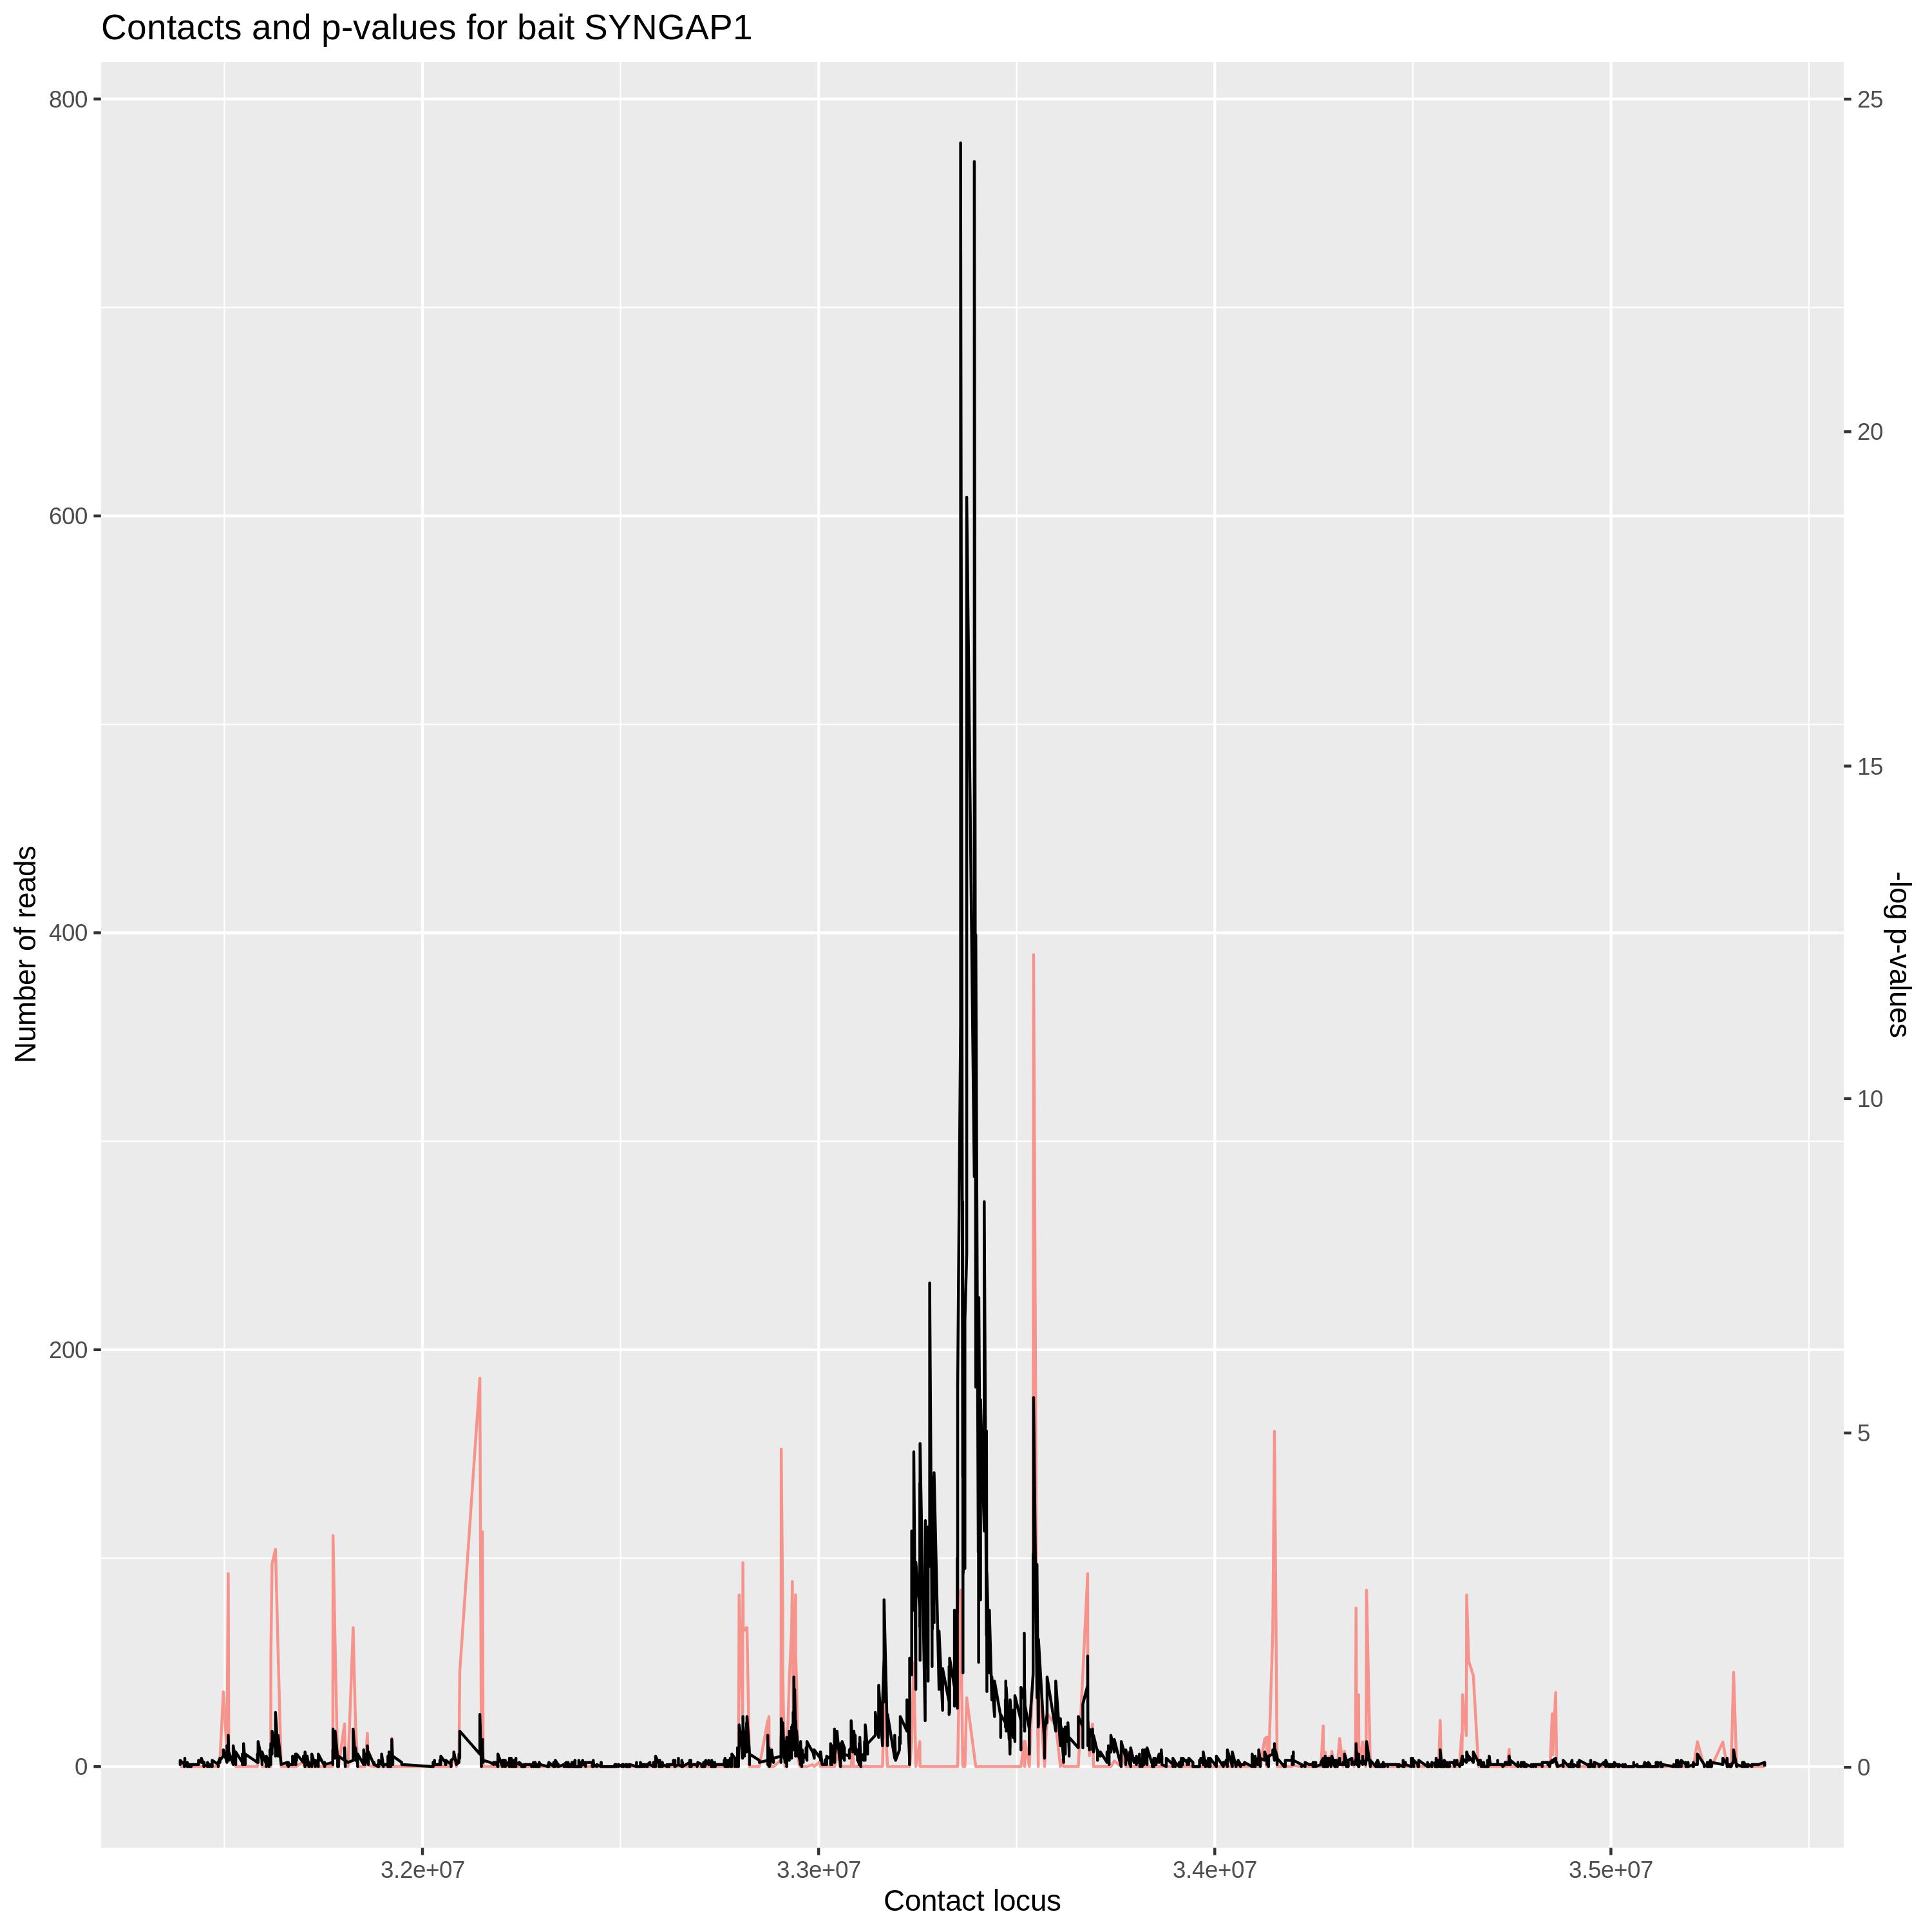 Contacts and p-values for bait SYNGAP1
800
600
400
200
0
Number of reads
25
20
15
10
5
0
-log p-values
3.2e+07
3.3e+07
3.4e+07
3.5e+07
Contact locus